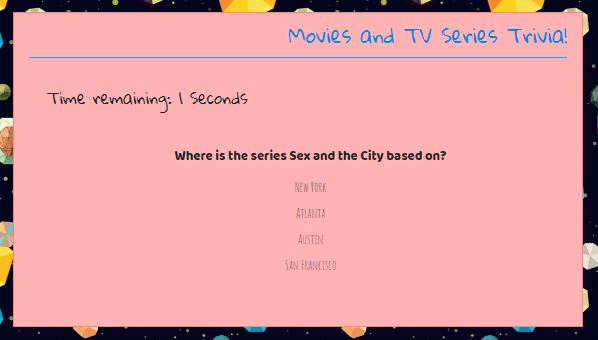 Movies and TV Series Trivia!
Time remaining: 1 Seconds
Where is the series Sex and the City based on?
New York
Atlanta
Austin
San Francisco